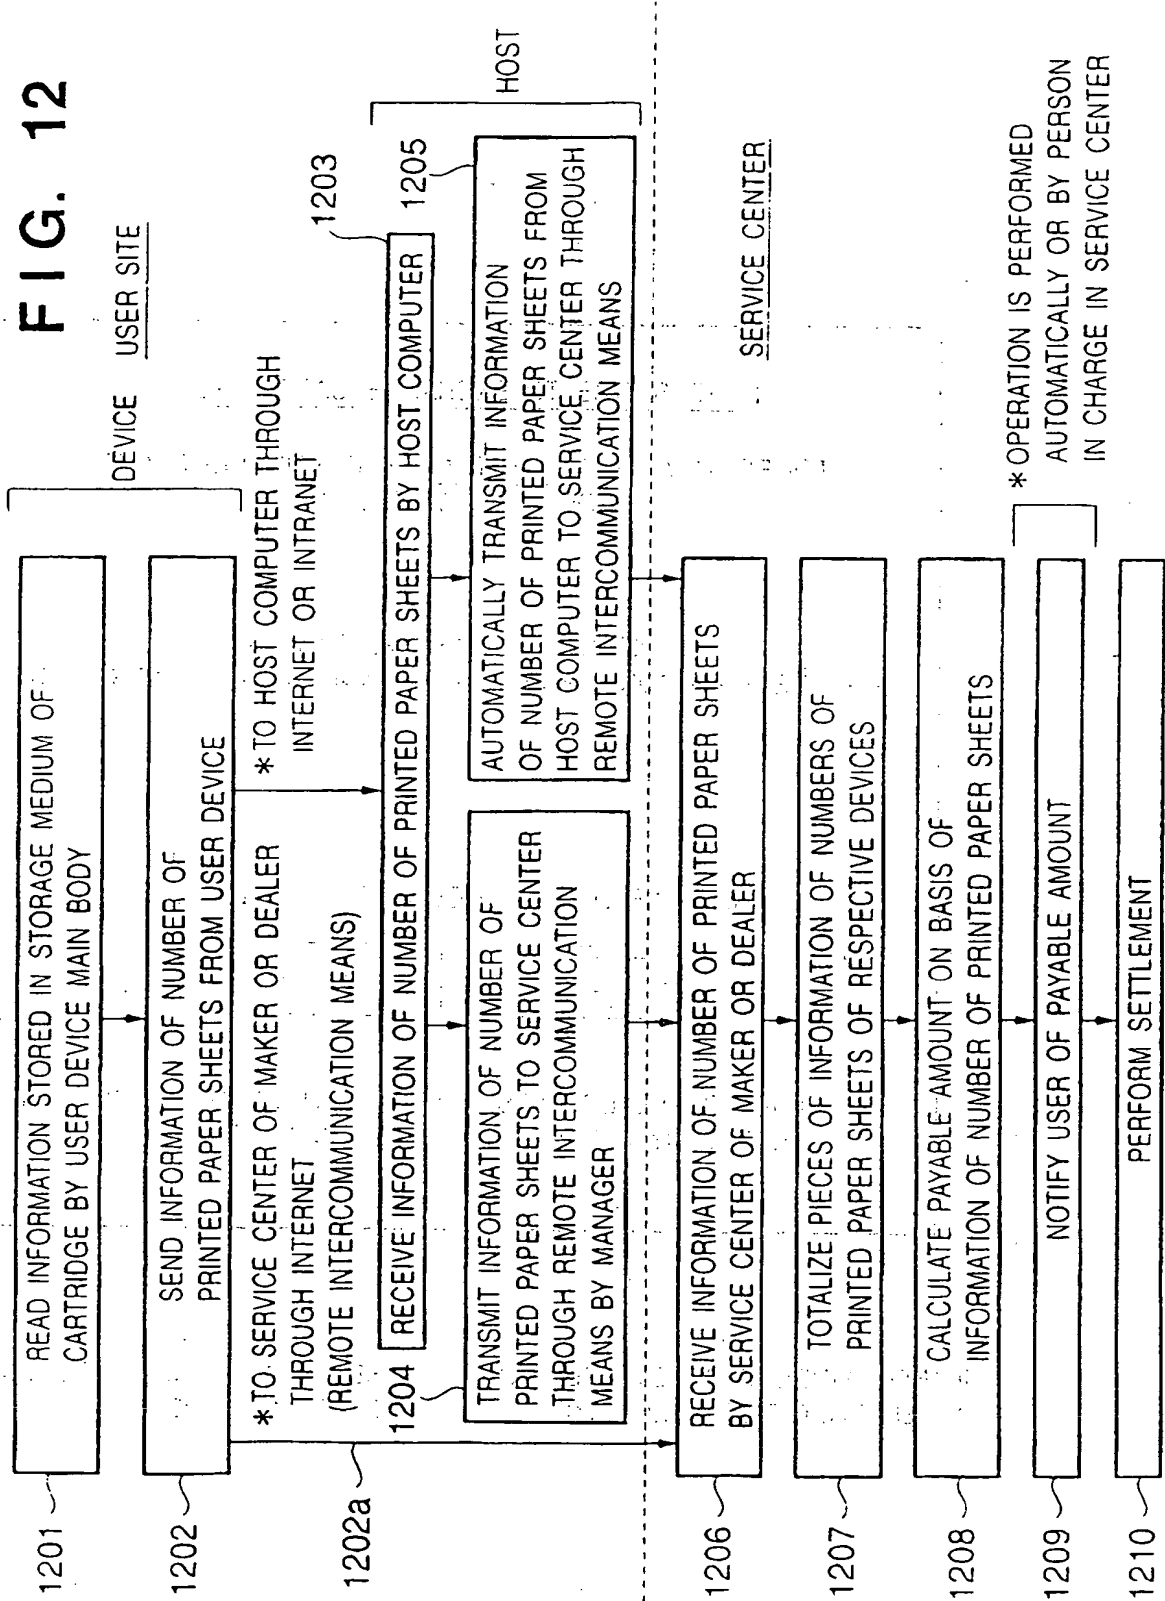 FIG. 12
DEVICE USER SITE
1201
READ INFORMATION STORED IN STORAGE MEDIUM OF
CARTRIDGE BY USER DEVICE MAIN BODY
1202
SEND INFORMATION OF NUMBER OF
PRINTED PAPER SHEETS FROM USER DEVICE
* TO SERVICE CENTER OF MAKER OR DEALER
THROUGH INTERNET
(REMOTE INTERCOMMUNICATION MEANS)
* TO HOST COMPUTER THROUGH
INTERNET OR INTRANET
1202a
1203
RECEIVE INFORMATION OF NUMBER OF PRINTED PAPER SHEETS BY HOST COMPUTER
1204
TRANSMIT INFORMATION OF NUMBER OF
PRINTED PAPER SHEETS TO SERVICE CENTER
THROUGH REMOTE INTERCOMMUNICATION
MEANS BY MANAGER
1205
AUTOMATICALLY TRANSMIT INFORMATION
OF NUMBER OF PRINTED PAPER SHEETS FROM
HOST COMPUTER TO SERVICE CENTER THROUGH
REMOTE INTERCOMMUNICATION MEANS
HOST
SERVICE CENTER
1206
RECEIVE INFORMATION OF NUMBER OF PRINTED PAPER SHEETS
BY SERVICE CENTER OF MAKER OR DEALER
1207
TOTALIZE PIECES OF INFORMATION OF NUMBERS OF
PRINTED PAPER SHEETS OF RESPECTIVE DEVICES
1208
CALCULATE PAYABLE AMOUNT ON BASIS OF
INFORMATION OF NUMBER OF PRINTED PAPER SHEETS
1209
NOTIFY USER OF PAYABLE AMOUNT
* OPERATION IS PERFORMED
AUTOMATICALLY OR BY PERSON
IN CHARGE IN SERVICE CENTER
1210
PERFORM SETTLEMENT